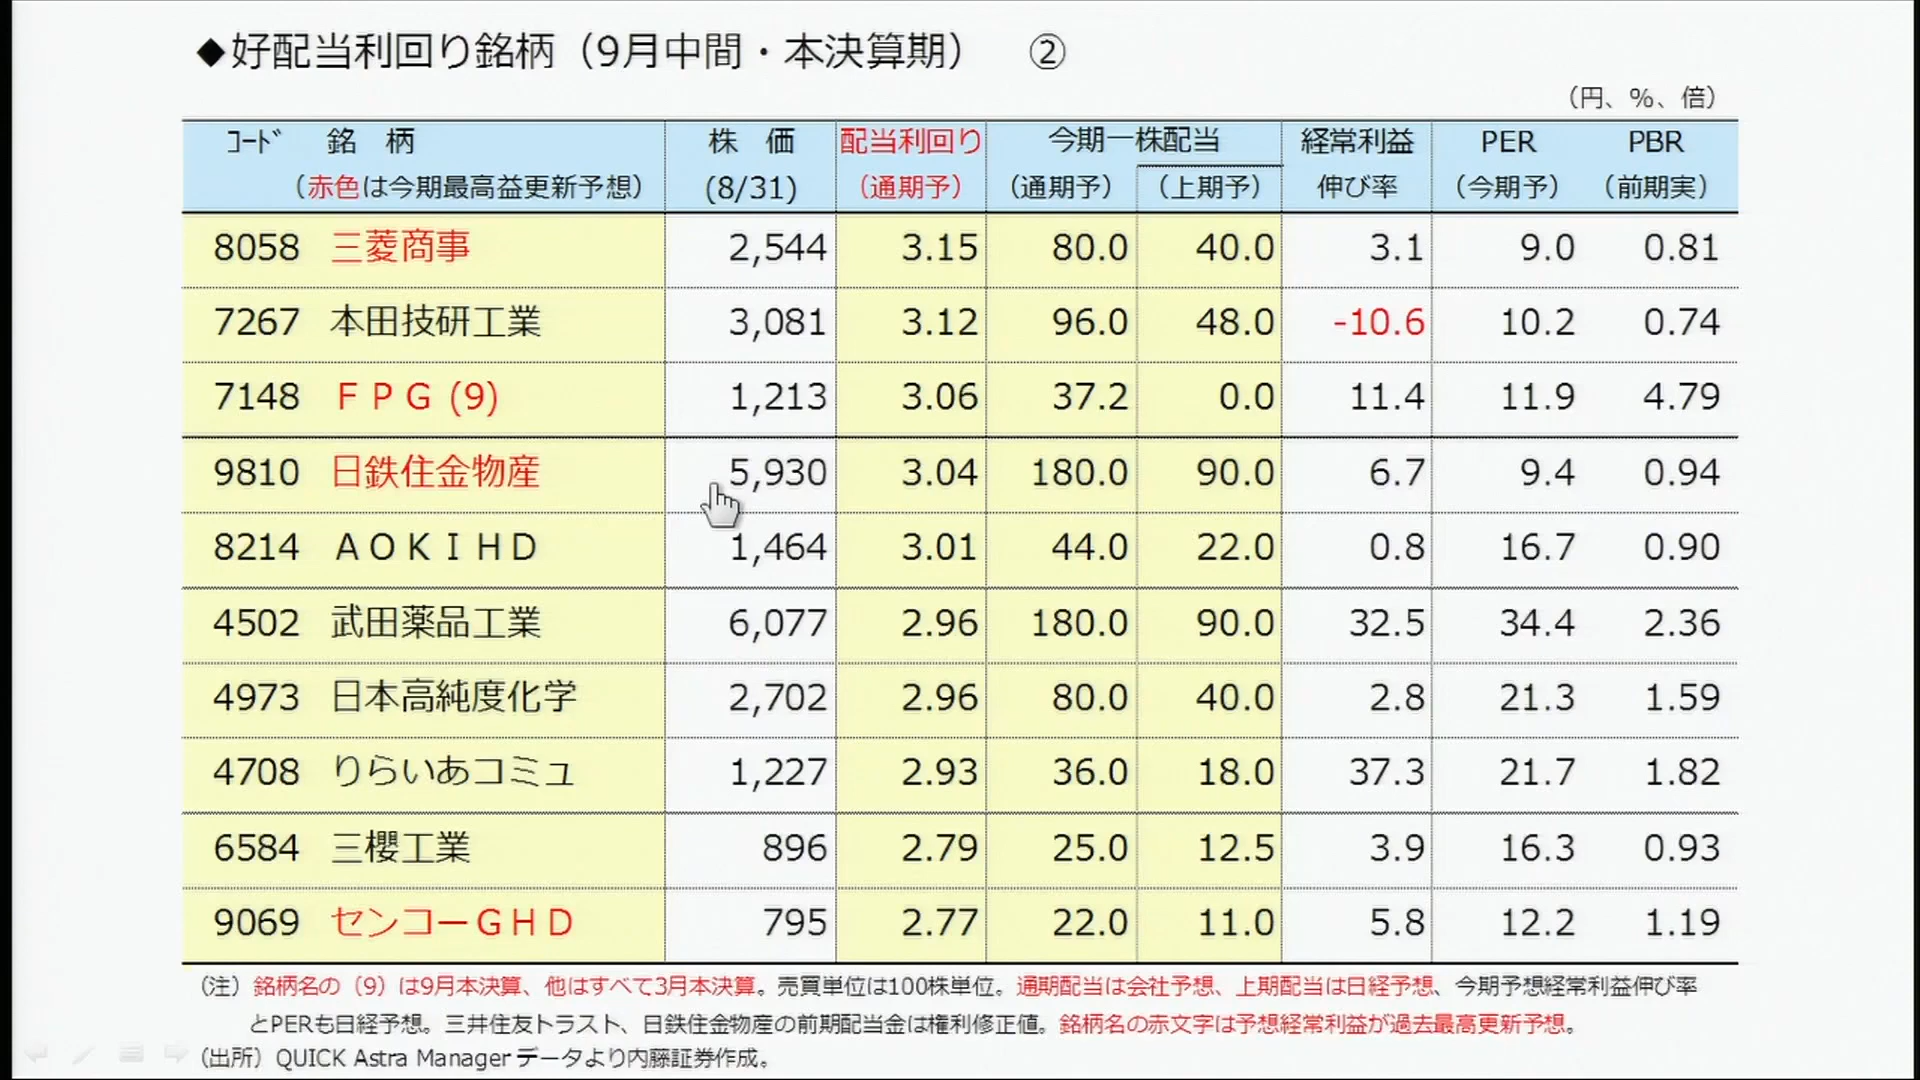 ◆好配当利回り銘柄（9月中間・本決算期）　②
（円、％、倍）
ｺｰﾄﾞ　銘　柄　株　価　配当利回り　今期一株配当　経常利益　PER　PBR
（赤色は今期最高益更新予想）　(8/31)　（通期予）　（通期予）　（上期予）　伸び率　（今期予）　（前期実）
8058　三菱商事　2,544　3.15　80.0　40.0　3.1　9.0　0.81
7267　本田技研工業　3,081　3.12　96.0　48.0　-10.6　10.2　0.74
7148　ＦＰＧ (9)　1,213　3.06　37.2　0.0　11.4　11.9　4.79
9810　日鉄住金物産　5,930　3.04　180.0　90.0　6.7　9.4　0.94
8214　ＡＯＫＩＨＤ　1,464　3.01　44.0　22.0　0.8　16.7　0.90
4502　武田薬品工業　6,077　2.96　180.0　90.0　32.5　34.4　2.36
4973　日本高純度化学　2,702　2.96　80.0　40.0　2.8　21.3　1.59
4708　りらいあコミュ　1,227　2.93　36.0　18.0　37.3　21.7　1.82
6584　三櫻工業　896　2.79　25.0　12.5　3.9　16.3　0.93
9069　センコーＧＨＤ　795　2.77　22.0　11.0　5.8　12.2　1.19
（注）銘柄名の（9）は9月本決算、他はすべて3月本決算。売買単位は100株単位。通期配当は会社予想、上期配当は日経予想、今期予想経常利益伸び率
とPERも日経予想。三井住友トラスト、日鉄住金物産の前期配当金は権利修正値。銘柄名の赤文字は予想経常利益が過去最高更新予想。
（出所）QUICK Astra Manager データより内藤証券作成。